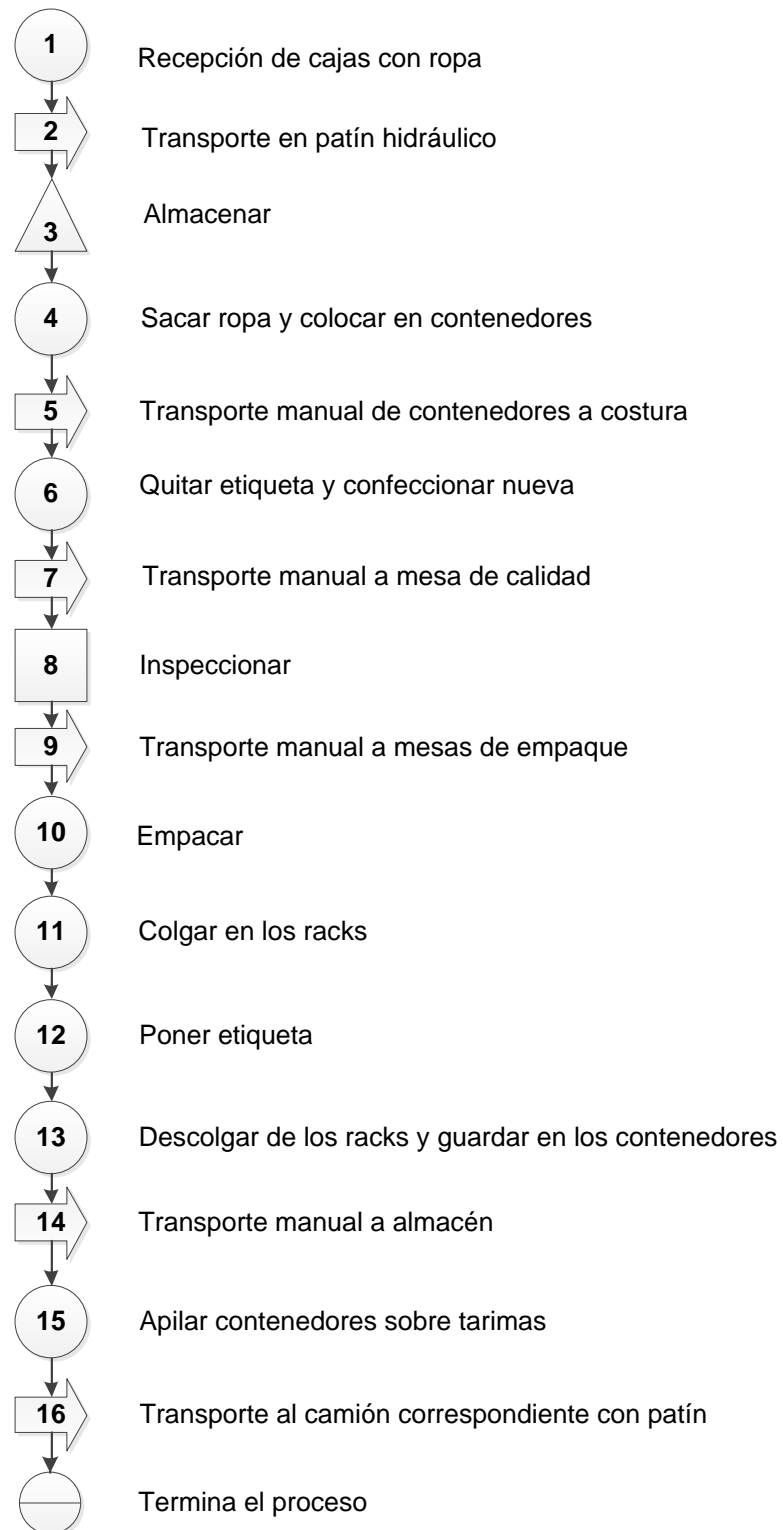 1 Recepción de cajas con ropa
2 Transporte en patín hidráulico
3 Almacenar
4 Sacar ropa y colocar en contenedores
5 Transporte manual de contenedores a costura
6 Quitar etiqueta y confeccionar nueva
7 Transporte manual a mesa de calidad
8 Inspeccionar
9 Transporte manual a mesas de empaque
10 Empacar
11 Colgar en los racks
12 Poner etiqueta
13 Descolgar de los racks y guardar en los contenedores
14 Transporte manual a almacén
15 Apilar contenedores sobre tarimas
16 Transporte al camión correspondiente con patín
Termina el proceso